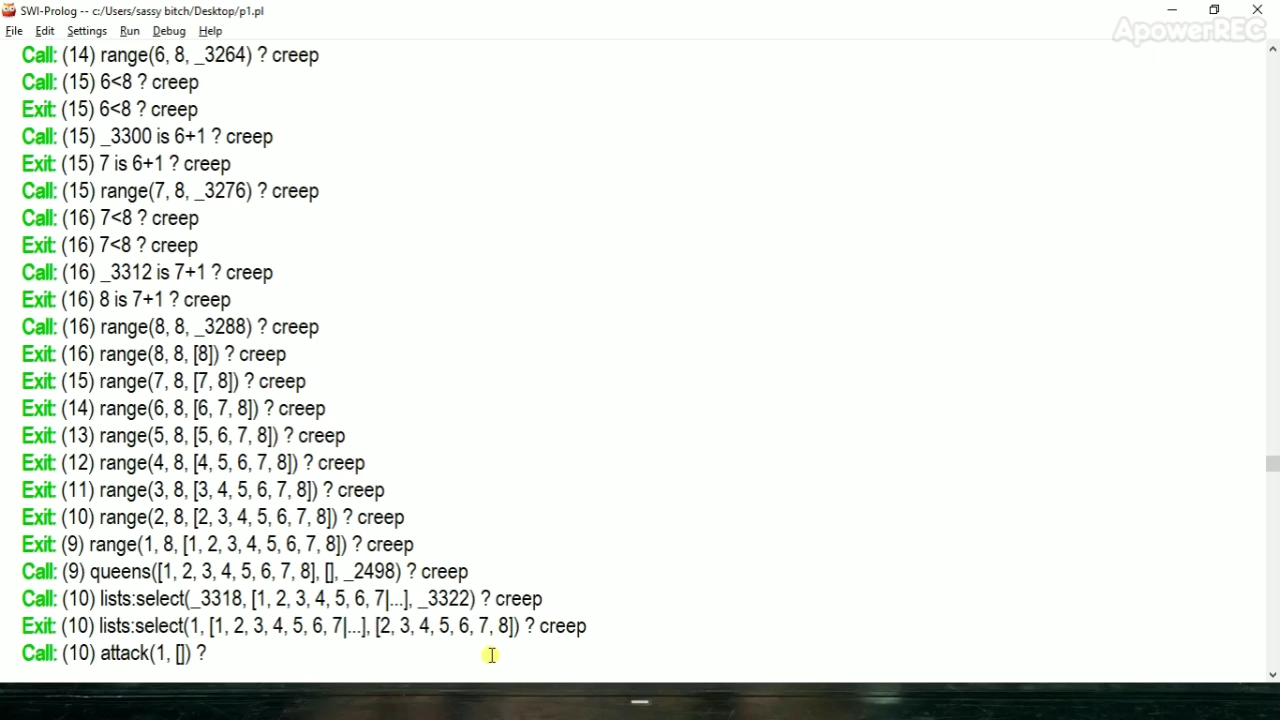 SWI-Prolog -- c:/Users/sassy bitch/Desktop/p1.pl
File Edit Settings Run Debug Help
ApowerREC
Call: (14) range(6, 8, _3264) ? creep
Call: (15) 6<8 ? creep
Exit: (15) 6<8 ? creep
Call: (15) _3300 is 6+1 ? creep
Exit: (15) 7 is 6+1 ? creep
Call: (15) range(7, 8, _3276) ? creep
Call: (16) 7<8 ? creep
Exit: (16) 7<8 ? creep
Call: (16) _3312 is 7+1 ? creep
Exit: (16) 8 is 7+1 ? creep
Call: (16) range(8, 8, _3288) ? creep
Exit: (16) range(8, 8, [8]) ? creep
Exit: (15) range(7, 8, [7, 8]) ? creep
Exit: (14) range(6, 8, [6, 7, 8]) ? creep
Exit: (13) range(5, 8, [5, 6, 7, 8]) ? creep
Exit: (12) range(4, 8, [4, 5, 6, 7, 8]) ? creep
Exit: (11) range(3, 8, [3, 4, 5, 6, 7, 8]) ? creep
Exit: (10) range(2, 8, [2, 3, 4, 5, 6, 7, 8]) ? creep
Exit: (9) range(1, 8, [1, 2, 3, 4, 5, 6, 7, 8]) ? creep
Call: (9) queens([1, 2, 3, 4, 5, 6, 7, 8], [], _2498) ? creep
Call: (10) lists:select(_3318, [1, 2, 3, 4, 5, 6, 7|...], _3322) ? creep
Exit: (10) lists:select(1, [1, 2, 3, 4, 5, 6, 7|...], [2, 3, 4, 5, 6, 7, 8]) ? creep
Call: (10) attack(1, []) ?